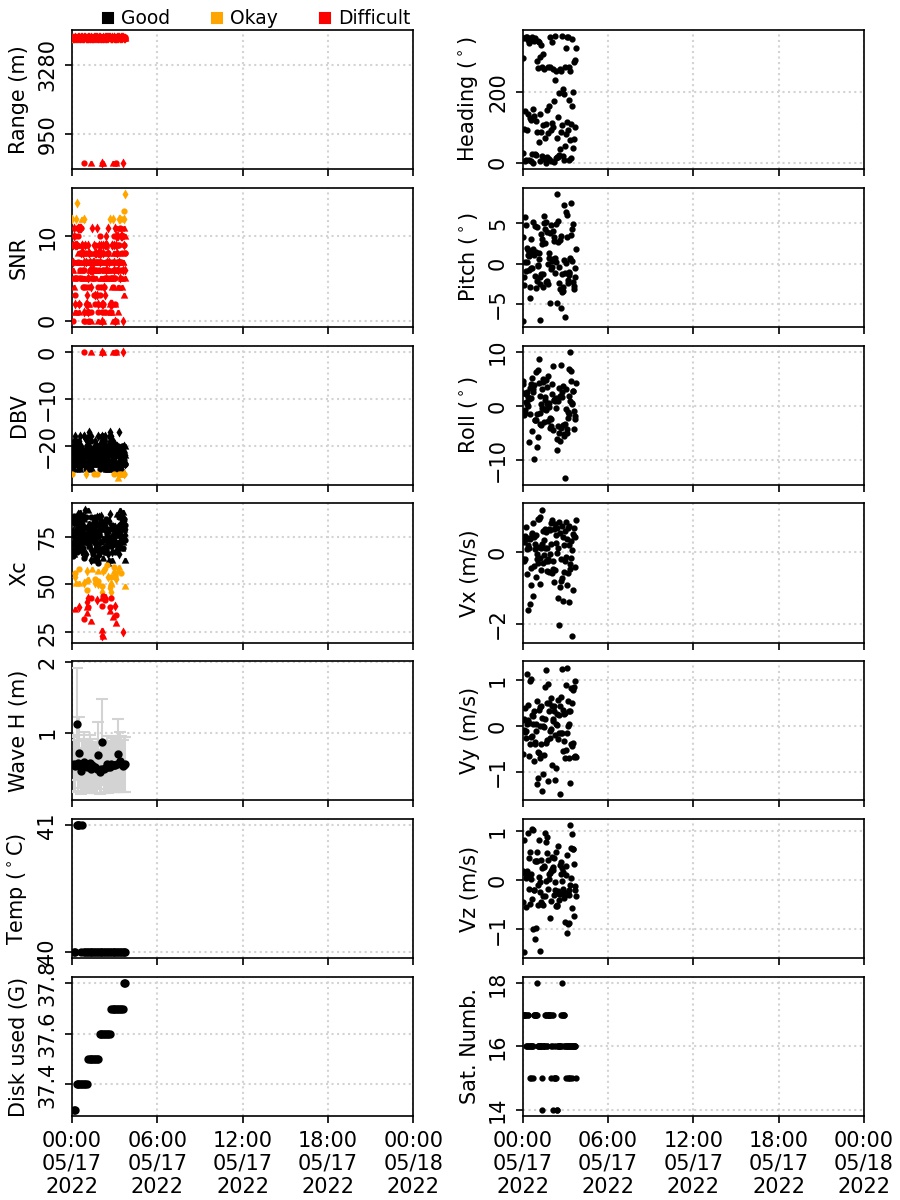 Good Okay Difficult
Range (m)
3280
950
Heading (°)
200
0
SNR
10
0
Pitch (°)
5
0
−5
DBV
0
−10
−20
Roll (°)
10
0
−10
Xc
75
50
25
Vx (m/s)
0
−2
Wave H (m)
2
1
Vy (m/s)
1
0
−1
Temp (°C)
41
40
Vz (m/s)
1
0
−1
Disk used (G)
37.8
37.6
37.4
Sat. Numb.
18
16
14
00:00 06:00 12:00 18:00 00:00
05/17 05/17 05/17 05/17 05/18
2022 2022 2022 2022 2022
00:00 06:00 12:00 18:00 00:00
05/17 05/17 05/17 05/17 05/18
2022 2022 2022 2022 2022